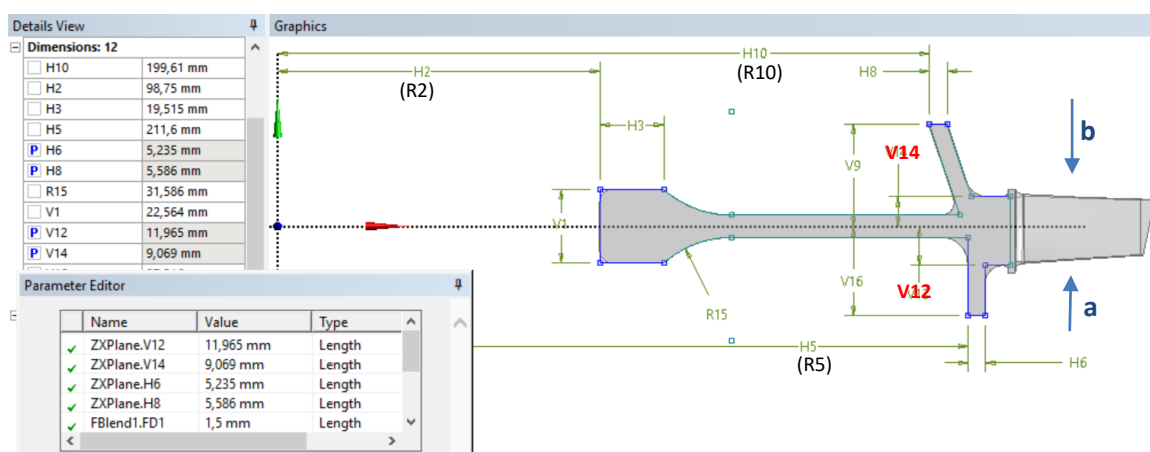 Details View
Graphics
Dimensions: 12
H10 199,61 mm
H2 98,75 mm
H3 19,515 mm
H5 211,6 mm
P H6 5,235 mm
P H8 5,586 mm
R15 31,586 mm
V1 22,564 mm
P V12 11,965 mm
P V14 9,069 mm
H10
(R10)
H8
H2
(R2)
H3
V9
V14
b
V1
V16
V12
R15
a
H5
(R5)
H6
Parameter Editor
Name Value Type
ZXPlane.V12 11,965 mm Length
ZXPlane.V14 9,069 mm Length
ZXPlane.H6 5,235 mm Length
ZXPlane.H8 5,586 mm Length
FBlend1.FD1 1,5 mm Length